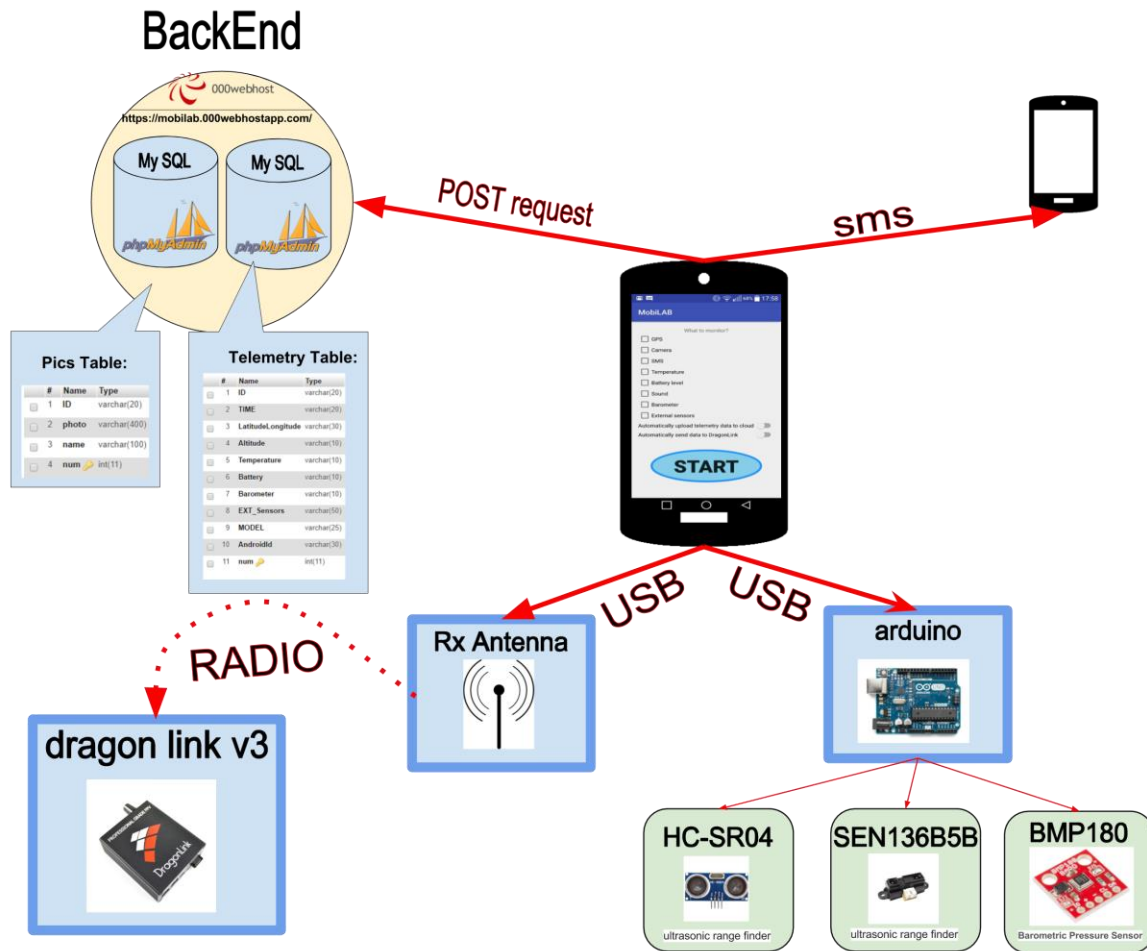 BackEnd
000webhost
https://mobilab.000webhostapp.com/
My SQL
phpMyAdmin
My SQL
phpMyAdmin
POST request
sms
Pics Table:
# Name Type
1 ID varchar(20)
2 photo varchar(400)
3 name varchar(100)
4 num int(11)
Telemetry Table:
# Name Type
1 ID varchar(20)
2 TIME varchar(20)
3 LatitudeLongitude varchar(30)
4 Altitude varchar(10)
5 Temperature varchar(10)
6 Battery varchar(10)
7 Barometer varchar(10)
8 EXT_Sensors varchar(50)
9 MODEL varchar(25)
10 AndroidId varchar(30)
11 num int(11)
17:58
MobiLAB
What to monitor?
GPS
Camera
SMS
Temperature
Battery level
Sound
Barometer
External sensors
Automatically upload telemetry data to cloud
Automatically send data to DragonLink
START
USB
USB
RADIO
Rx Antenna
arduino
dragon link v3
DragonLink
HC-SR04
ultrasonic range finder
SEN136B5B
ultrasonic range finder
BMP180
Barometric Pressure Sensor